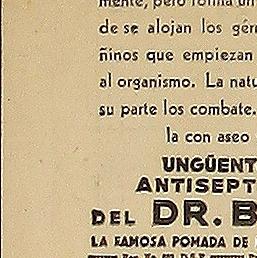 mente, pero forma un
de se alojan los gér
ñinos que empiezan
al organismo. La natu
su parte los combate.
la con aseo
UNGÜENT
ANTISEPT
DEL DR. B
LA FAMOSA POMADA DE